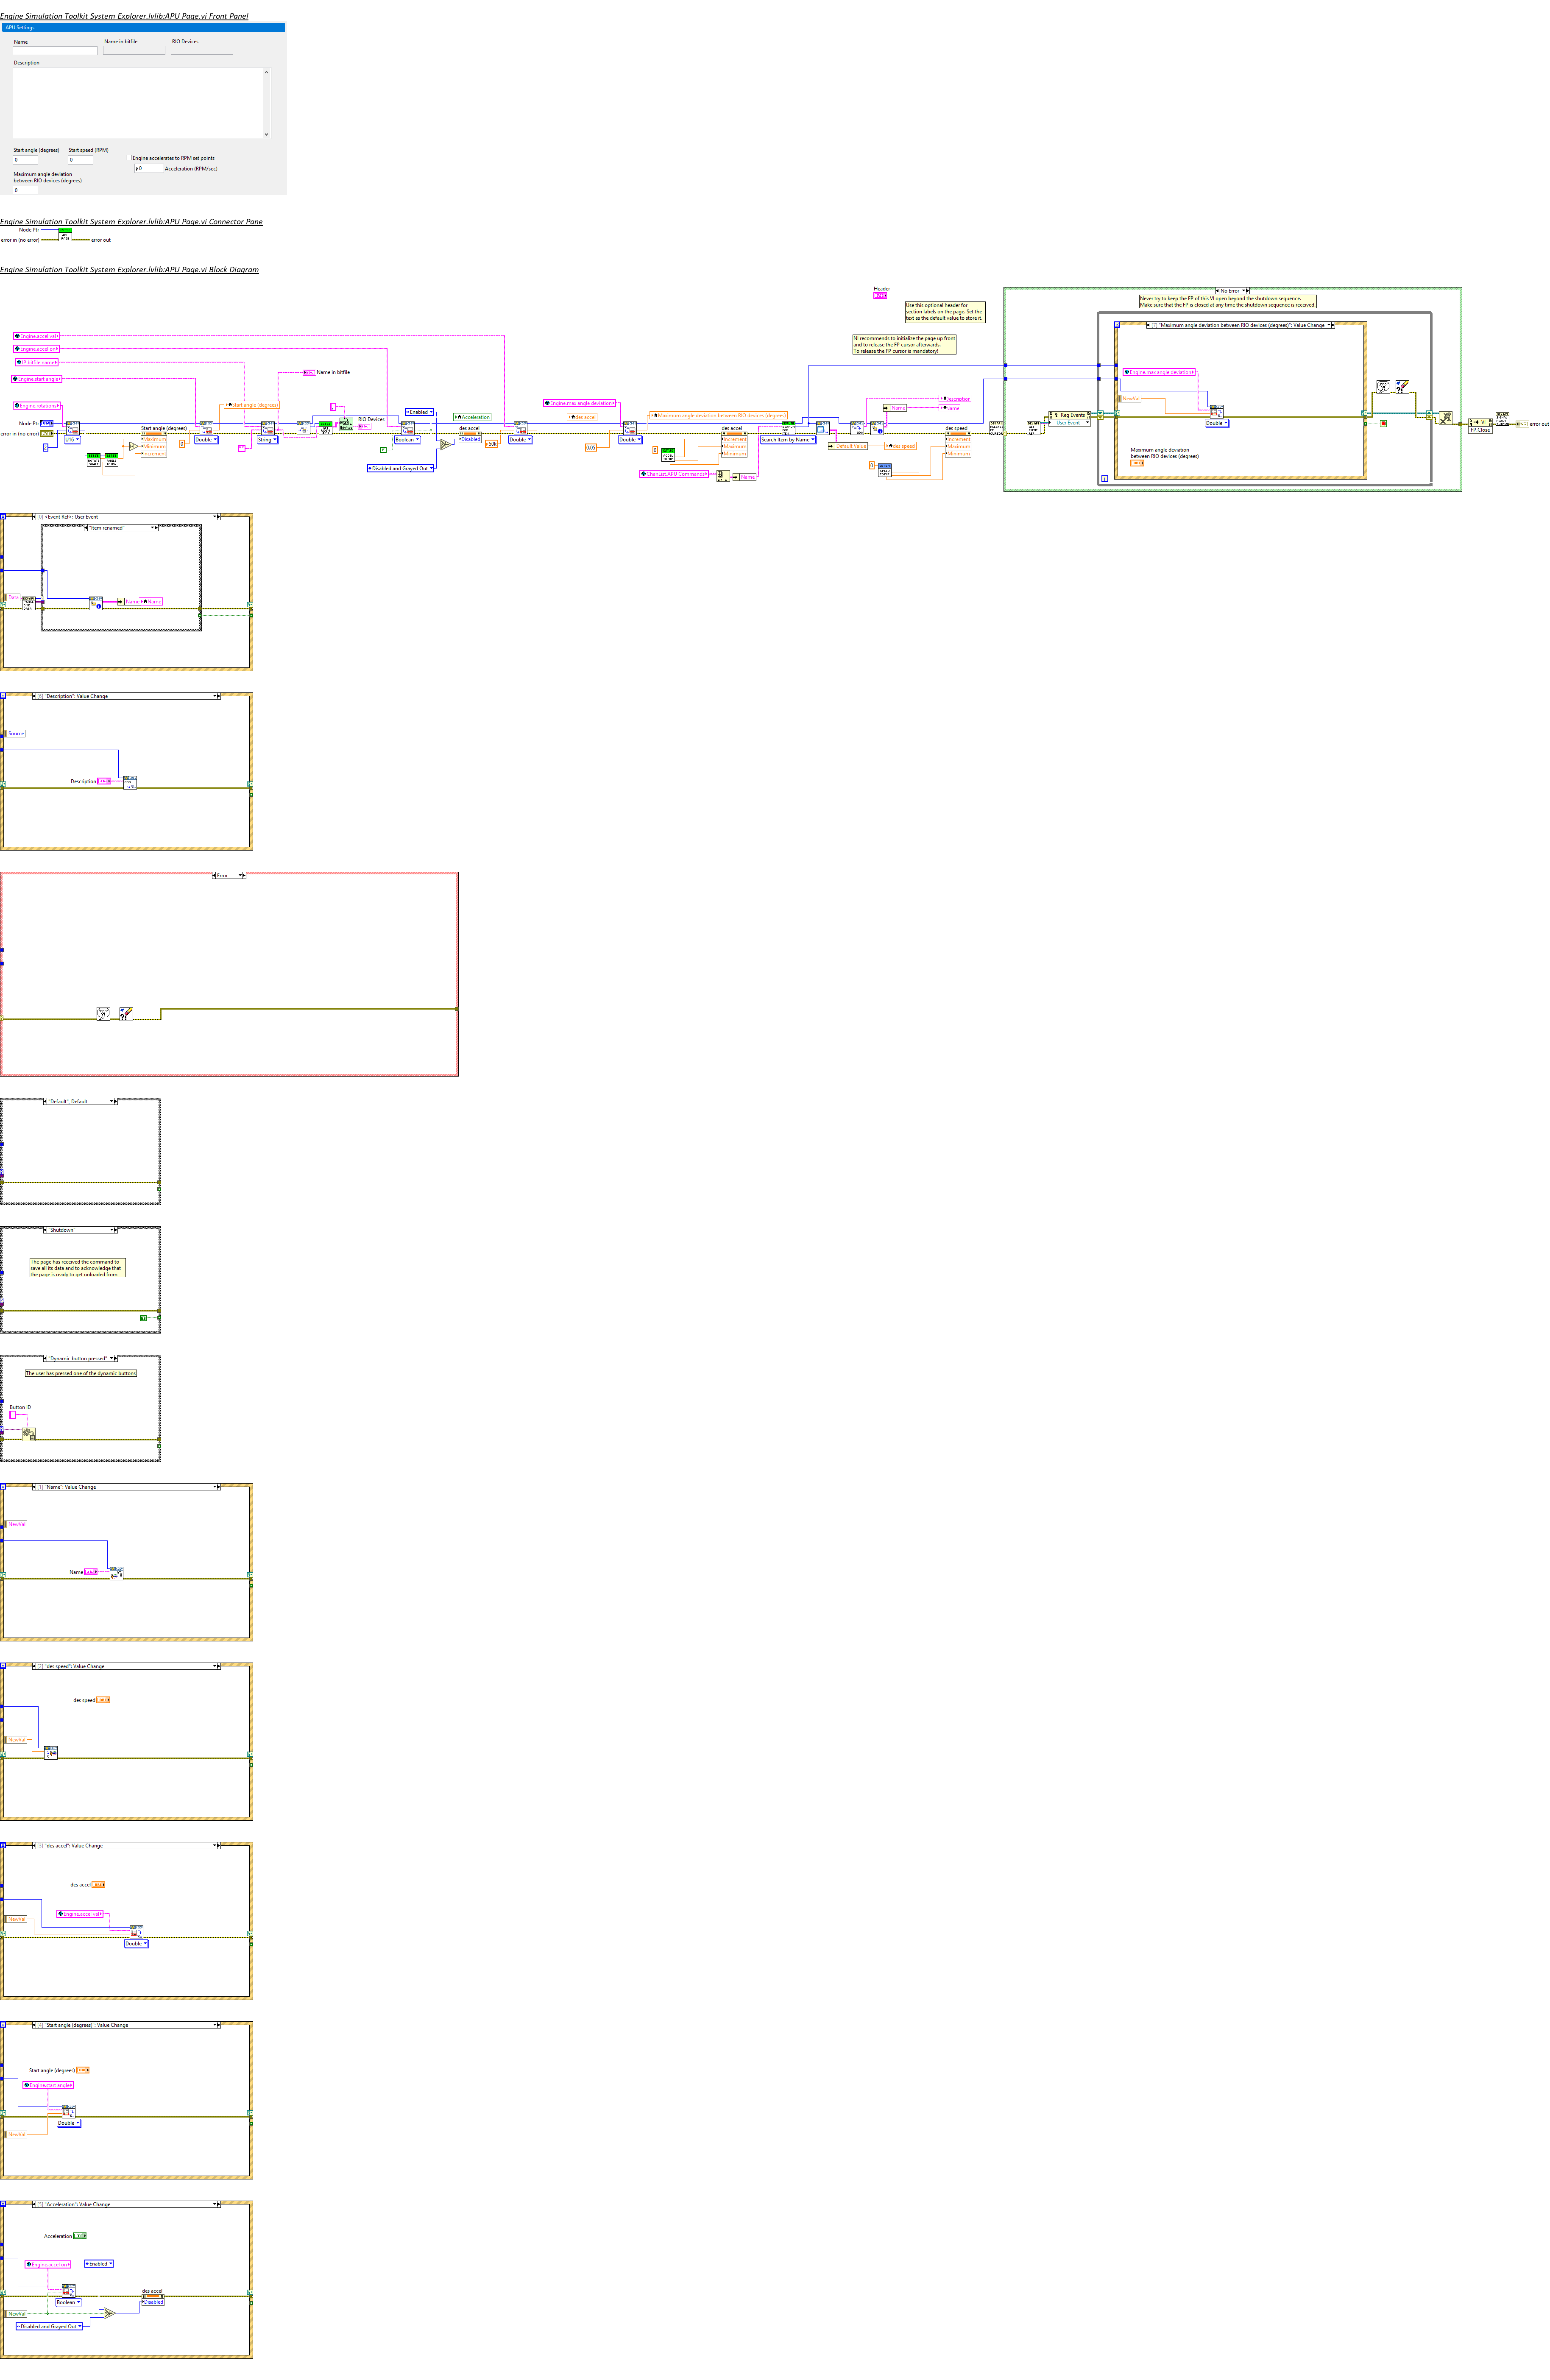 Engine Simulation Toolkit System Explorer.lvlib:APU Page.vi Front Panel
APU Settings
Name
Name in bitfile
RIO Devices
Description
Start angle (degrees)
Start speed (RPM)
0
0
Engine accelerates to RPM set points
0
Acceleration (RPM/sec)
Maximum angle deviation
between RIO devices (degrees)
0
Engine Simulation Toolkit System Explorer.lvlib:APU Page.vi Connector Pane
Node Ptr
error in (no error)
error out
Engine Simulation Toolkit System Explorer.lvlib:APU Page.vi Block Diagram
Header
Use this optional header for
section labels on the page. Set the
text as the default value to store it.
NI recommends to initialize the page up front
and to release the FP cursor afterwards.
To release the FP cursor is mandatory!
No Error
Never try to keep the FP of this VI open beyond the shutdown sequence.
Make sure that the FP is closed at any time the shutdown sequence is received.
[7] "Maximum angle deviation between RIO devices (degrees)": Value Change
Engine.accel.val
Engine.accel.on
IP bitfile name
Engine.start angle
Engine.rotations
Node Ptr
error in (no error)
U16
Start angle (degrees)
Maximum
Minimum
Increment
Start angle (degrees)
0
Double
String
Name in bitfile
RIO Devices
Enabled
Boolean
Disabled and Grayed Out
Acceleration
des accel
Disabled
30k
des accel
Double
Engine.max angle deviation
0.05
Double
Maximum angle deviation between RIO devices (degrees)
0
des accel
Increment
Maximum
Minimum
ChanList.APU Commands
Name
Search Item by Name
Default Value
des speed
Description
Name
Name
0
des speed
Increment
Maximum
Minimum
Reg Events
User Event
Engine.max angle deviation
NewVal
Double
Maximum angle deviation
between RIO devices (degrees)
FP.Close
error out
[0] <Event Ref>: User Event
"Item renamed"
Data
Name
Name
[6] "Description": Value Change
Source
Description
Error
"Default", Default
"Shutdown"
The page has received the command to
save all its data and to acknowledge that
the page is ready to get unloaded from
"Dynamic button pressed"
The user has pressed one of the dynamic buttons
Button ID
[1] "Name": Value Change
NewVal
Name
[2] "des speed": Value Change
des speed
NewVal
[3] "des accel": Value Change
des accel
Engine.accel.val
NewVal
Double
[4] "Start angle (degrees)": Value Change
Start angle (degrees)
Engine.start angle
Double
NewVal
[5] "Acceleration": Value Change
Acceleration
Engine.accel.on
Enabled
des accel
Disabled
Boolean
NewVal
Disabled and Grayed Out